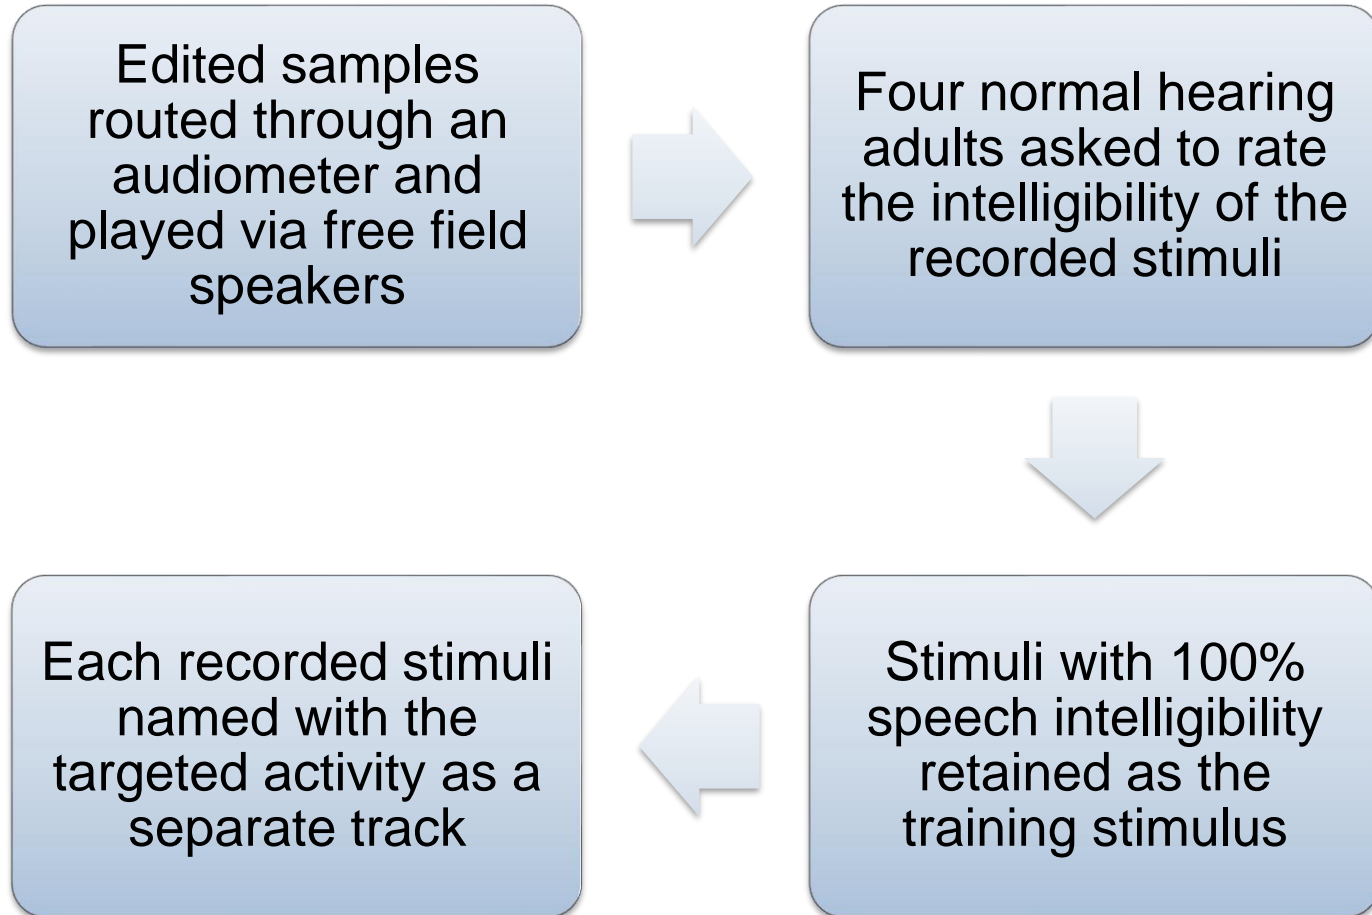 Edited samples
routed through an
audiometer and
played via free field
speakers
Four normal hearing
adults asked to rate
the intelligibility of the
recorded stimuli
Stimuli with 100%
speech intelligibility
retained as the
training stimulus
Each recorded stimuli
named with the
targeted activity as a
separate track